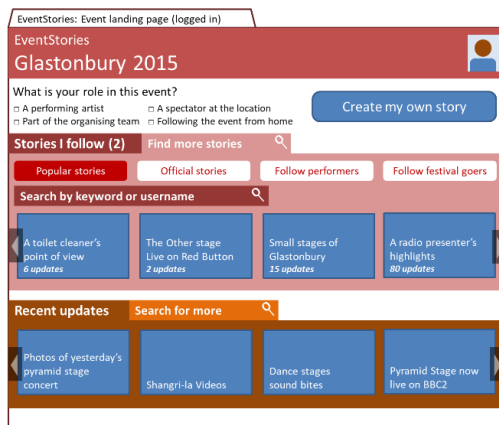 EventStories: Event landing page (logged in)
EventStories
Glastonbury 2015
What is your role in this event?
A performing artist
A spectator at the location
Part of the organising team
Following the event from home
Create my own story
Stories I follow (2)
Find more stories
Popular stories
Official stories
Follow performers
Follow festival goers
Search by keyword or username
A toilet cleaner's
point of view
6 updates
The Other stage
Live on Red Button
2 updates
Small stages of
Glastonbury
15 updates
A radio presenter's
highlights
80 updates
Recent updates
Search for more
Photos of yesterday's
pyramid stage
concert
Shangri-la Videos
Dance stages
sound bites
Pyramid Stage now
live on BBC2